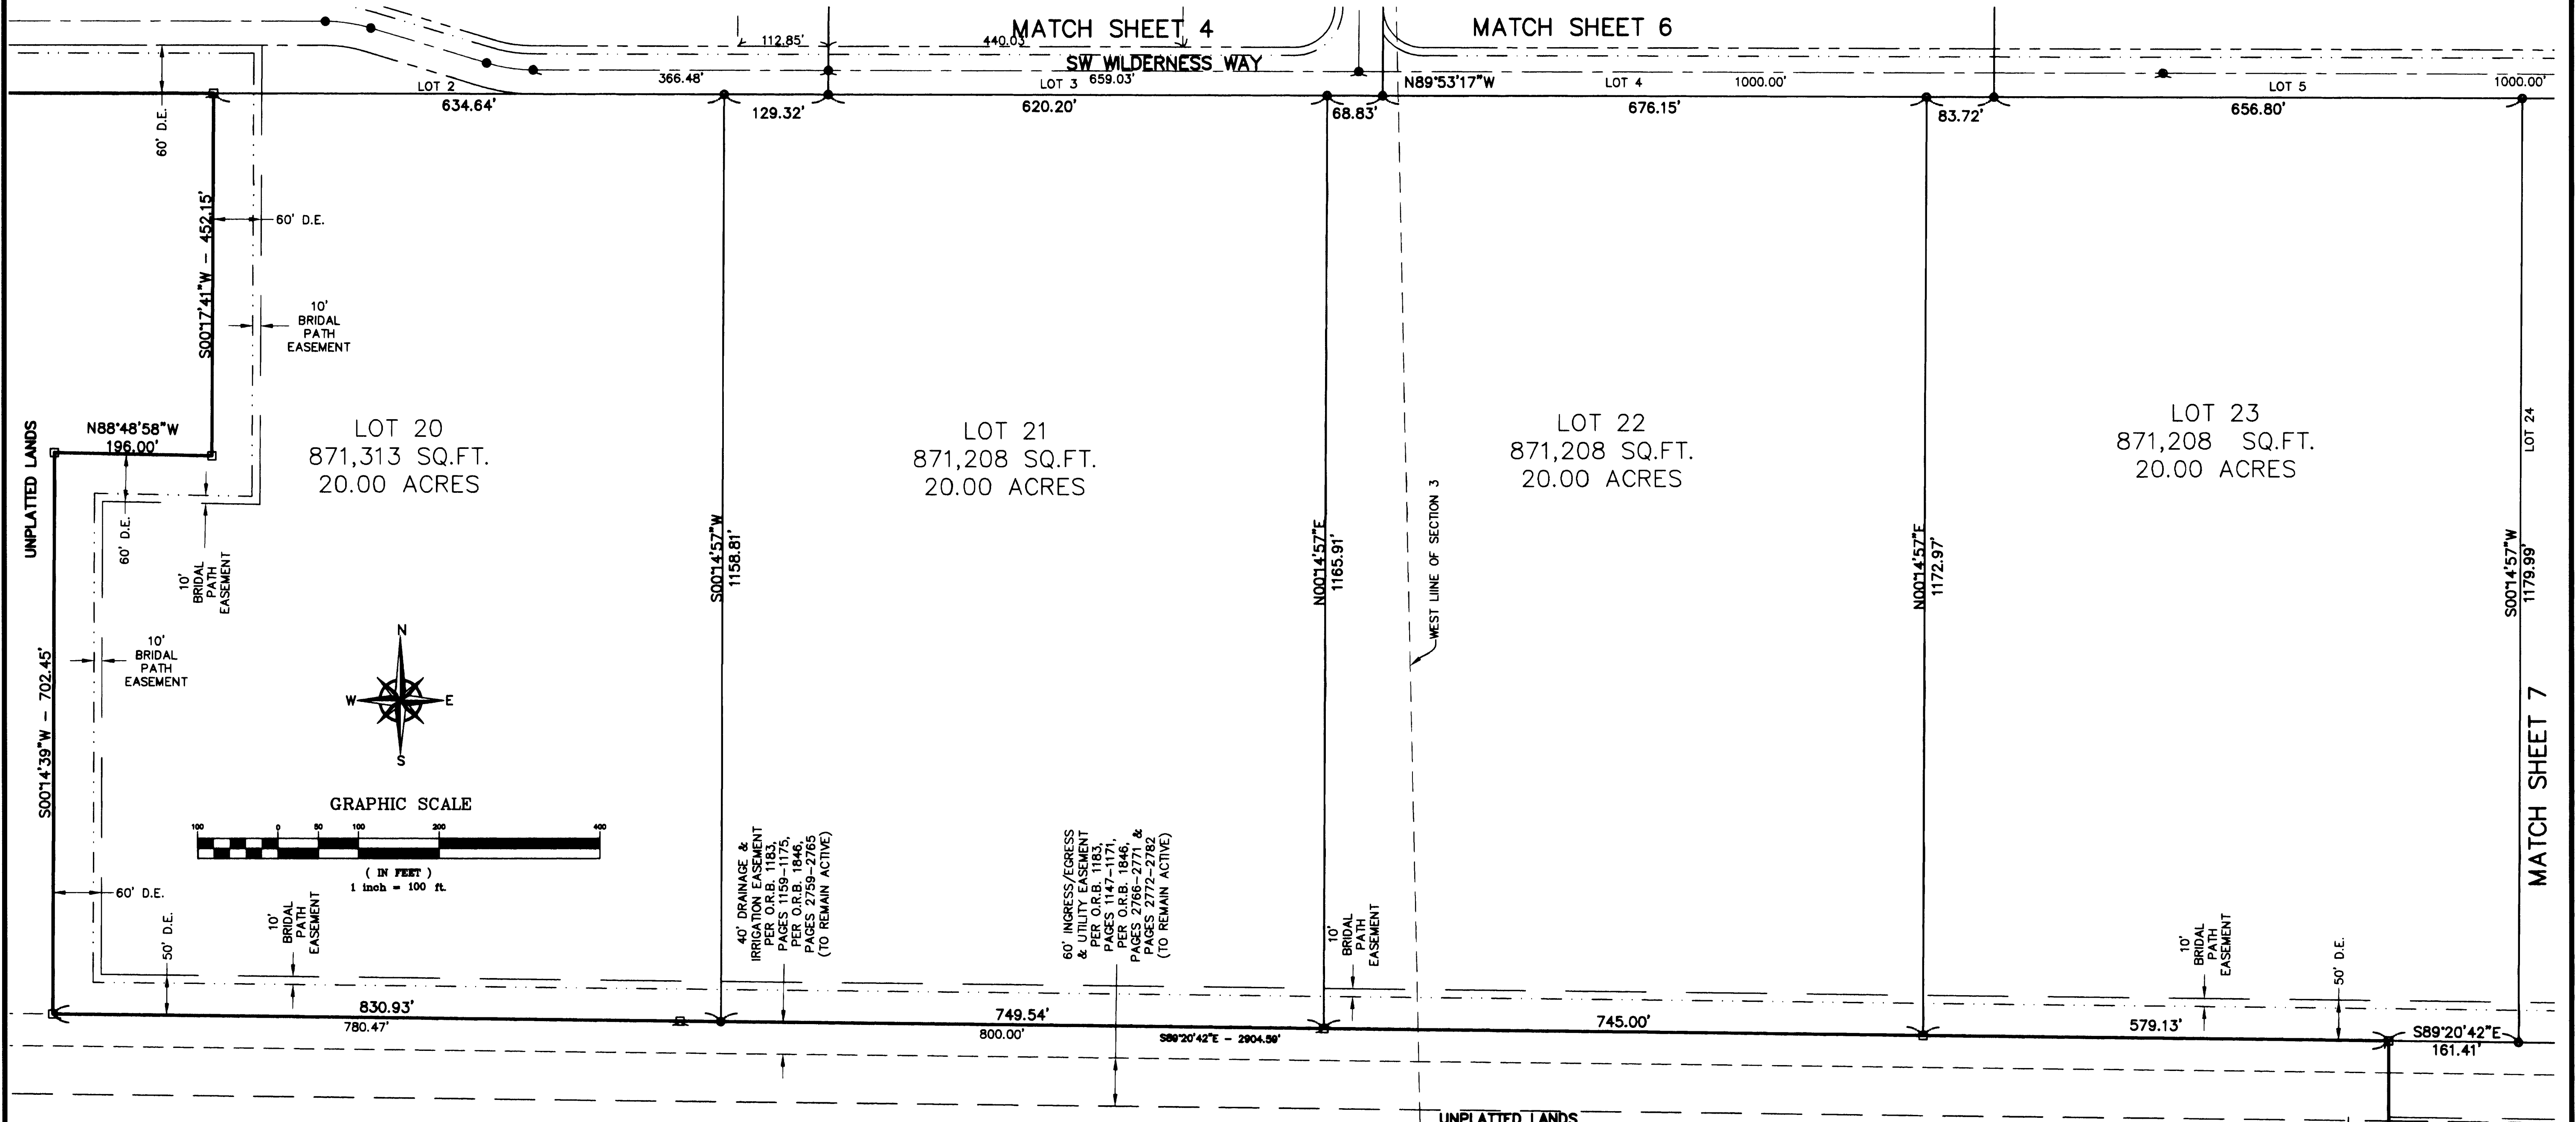 MATCH SHEET 4
MATCH SHEET 6
112.85'
440.03
SW WILDERNESS WAY
366.48'
659.03'
LOT 2
LOT 3
N89°53'17"W
LOT 4
1000.00'
LOT 5
1000.00'
634.64'
129.32'
620.20'
68.83'
676.15'
83.72'
656.80'
60' D.E.
S00°17'41"W - 452.15'
60' D.E.
10'
BRIDAL
PATH
EASEMENT
UNPLATTED LANDS
N88°48'58"W
196.00'
LOT 20
871,313 SQ.FT.
20.00 ACRES
LOT 21
871,208 SQ.FT.
20.00 ACRES
LOT 22
871,208 SQ.FT.
20.00 ACRES
LOT 23
871,208 SQ.FT.
20.00 ACRES
LOT 24
60' D.E.
10'
BRIDAL
PATH
EASEMENT
S00°14'57"W
1158.81'
N00°14'57"E
1165.91'
WEST LIINE OF SECTION 3
N00°14'57"E
1172.97'
S00°14'57"W
1179.99'
10'
BRIDAL
PATH
EASEMENT
S00°14'39"W - 702.45'
N
W
E
S
MATCH SHEET 7
GRAPHIC SCALE
100 0 50 100 200 400
( IN FEET )
1 inch = 100 ft.
60' D.E.
50' D.E.
10'
BRIDAL
PATH
EASEMENT
40' DRAINAGE &
IRRIGATION EASEMENT
PER O.R.B. 1183,
PAGES 1159-1175,
PER O.R.B. 1846,
PAGES 2759-2765
(TO REMAIN ACTIVE)
60' INGRESS/EGRESS
& UTILITY EASEMENT
PER O.R.B. 1183,
PAGES 1147-1171,
PER O.R.B. 1846,
PAGES 2766-2771 &
PAGES 2772-2782
(TO REMAIN ACTIVE)
10'
BRIDAL
PATH
EASEMENT
10'
BRIDAL
PATH
EASEMENT
50' D.E.
830.93'
780.47'
749.54'
800.00'
S89°20'42"E - 2904.59'
745.00'
579.13'
S89°20'42"E
161.41'
UNPLATTED LANDS